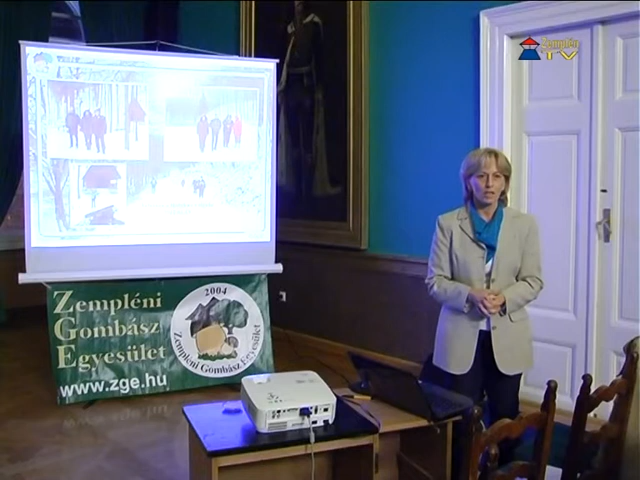 Zemplén
TV
Zempléni
Gombász
Egyesület
www.zge.hu
2004
Zempléni Gombász Egyesület